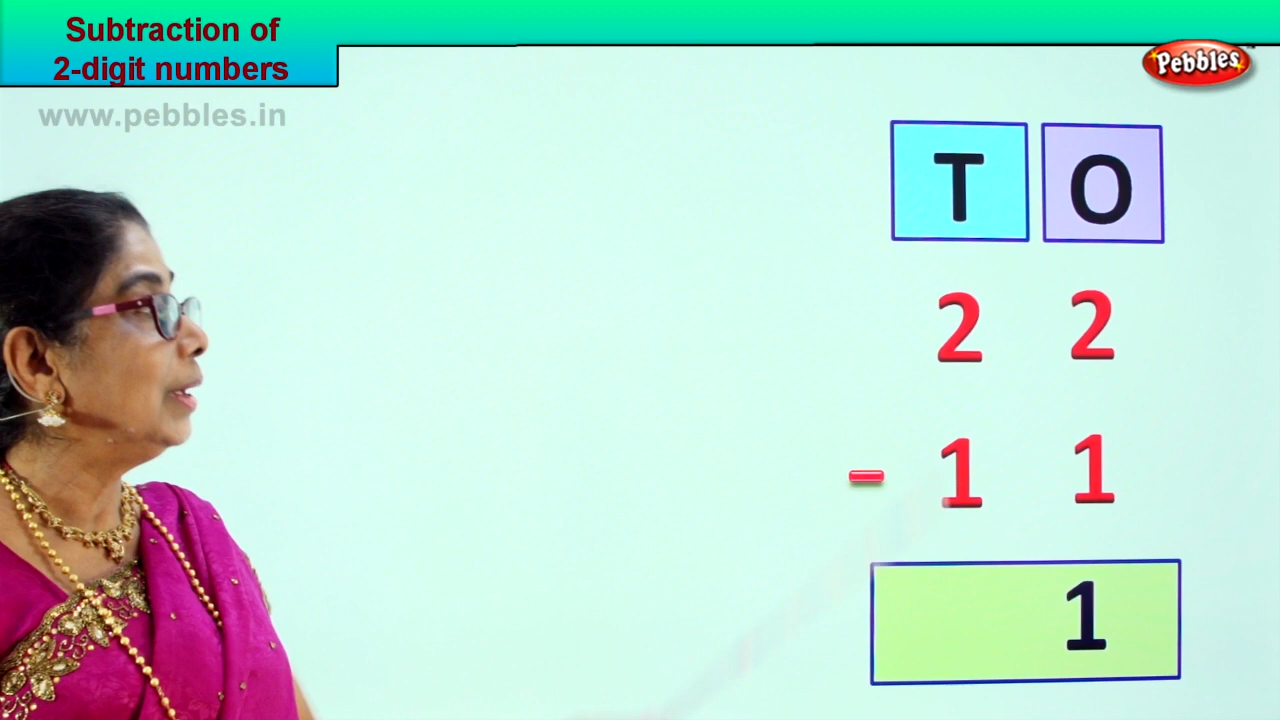 Subtraction of
2-digit numbers
Pebbles
www.pebbles.in
T O
2 2
- 1 1
1